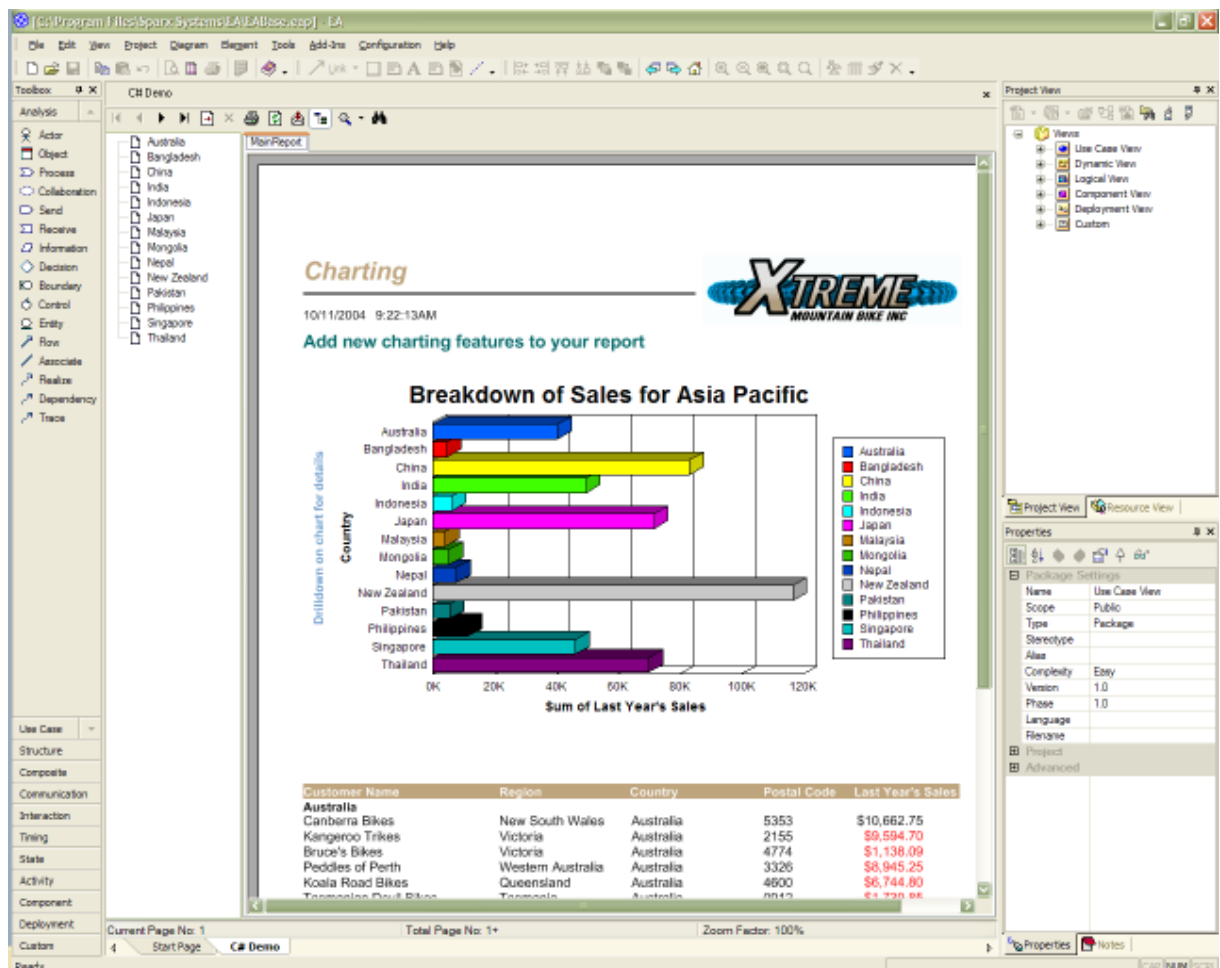 [C:\Program Files\Sparx Systems\EA\EABase.eap] - EA
File Edit View Project Diagram Element Tools Add-Ins Configuration Help
Link
Toolbox
Analysis
Actor
Object
Process
Collaboration
Send
Receive
Information
Decision
Boundary
Control
Entity
Flow
Associate
Realize
Dependency
Trace
Use Case
Structure
Composite
Communication
Interaction
Timing
State
Activity
Component
Deployment
Custom
C# Demo
Australia
Bangladesh
China
India
Indonesia
Japan
Malaysia
Mongolia
Nepal
New Zealand
Pakistan
Philippines
Singapore
Thailand
MainReport
Charting
XTREME
MOUNTAIN BIKE INC
10/11/2004 9:22:13AM
Add new charting features to your report
Breakdown of Sales for Asia Pacific
Drilldown on chart for details
Country
Australia
Bangladesh
China
India
Indonesia
Japan
Malaysia
Mongolia
Nepal
New Zealand
Pakistan
Philippines
Singapore
Thailand
0K 20K 40K 60K 80K 100K 120K
Sum of Last Year's Sales
Australia
Bangladesh
China
India
Indonesia
Japan
Malaysia
Mongolia
Nepal
New Zealand
Pakistan
Philippines
Singapore
Thailand
Customer Name Region Country Postal Code Last Year's Sales
Australia
Canberra Bikes New South Wales Australia 5353 $10,662.75
Kangeroo Trikes Victoria Australia 2155 $9,594.70
Bruce's Bikes Victoria Australia 4774 $1,138.09
Peddles of Perth Western Australia Australia 3326 $8,945.25
Koala Road Bikes Queensland Australia 4600 $6,744.80
Current Page No: 1 Total Page No: 1+ Zoom Factor: 100%
Start Page C# Demo
Ready
Project View
Views
Use Case View
Dynamic View
Logical View
Component View
Deployment View
Custom
Project View Resource View
Properties
Package Settings
Name Use Case View
Scope Public
Type Package
Stereotype
Alias
Complexity Easy
Version 1.0
Phase 1.0
Language
Filename
Project
Advanced
Properties Notes
CAP NUM SCRL